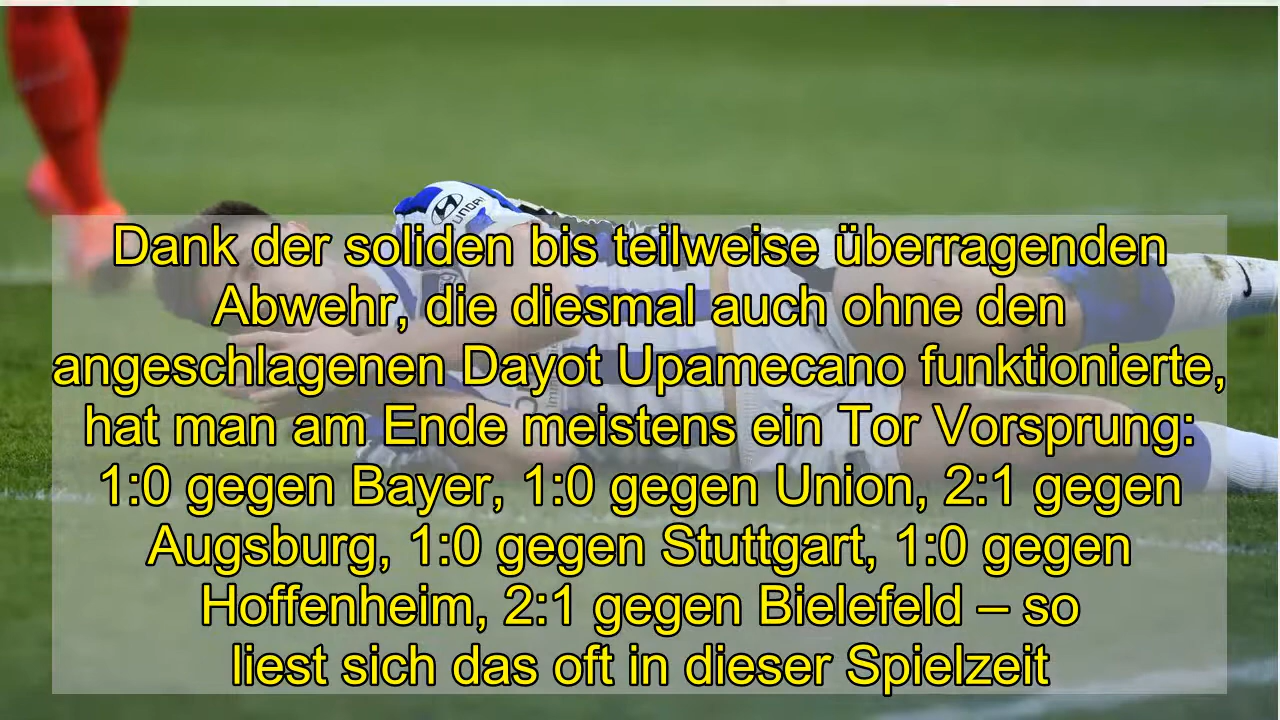 HYUNDAI
Dank der soliden bis teilweise überragenden
Abwehr, die diesmal auch ohne den
angeschlagenen Dayot Upamecano funktionierte,
hat man am Ende meistens ein Tor Vorsprung:
1:0 gegen Bayer, 1:0 gegen Union, 2:1 gegen
Augsburg, 1:0 gegen Stuttgart, 1:0 gegen
Hoffenheim, 2:1 gegen Bielefeld – so
liest sich das oft in dieser Spielzeit